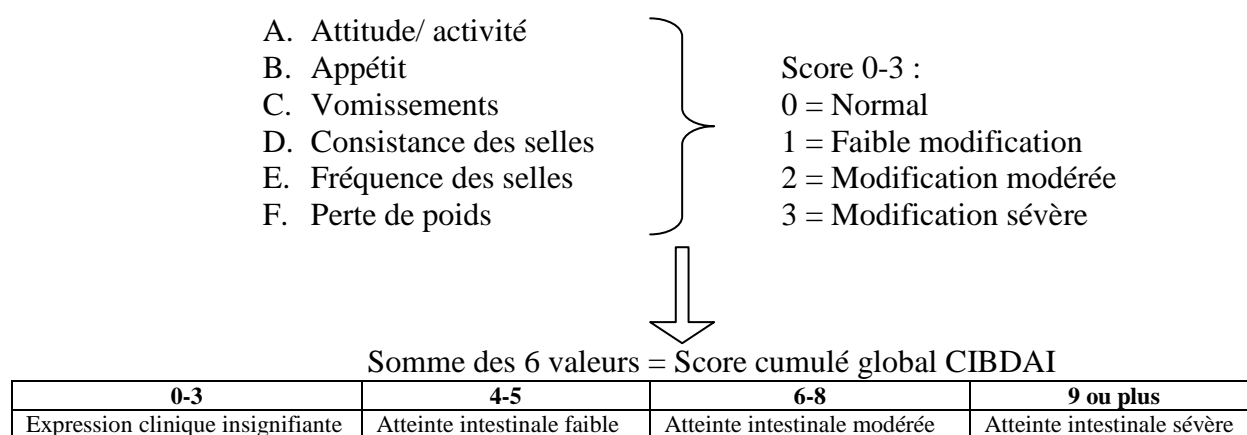 A. Attitude/ activité
B. Appétit
C. Vomissements
D. Consistance des selles
E. Fréquence des selles
F. Perte de poids
Score 0-3 :
0 = Normal
1 = Faible modification
2 = Modification modérée
3 = Modification sévère
Somme des 6 valeurs = Score cumulé global CIBDAI
0-3 4-5 6-8 9 ou plus
Expression clinique insignifiante Atteinte intestinale faible Atteinte intestinale modérée Atteinte intestinale sévère